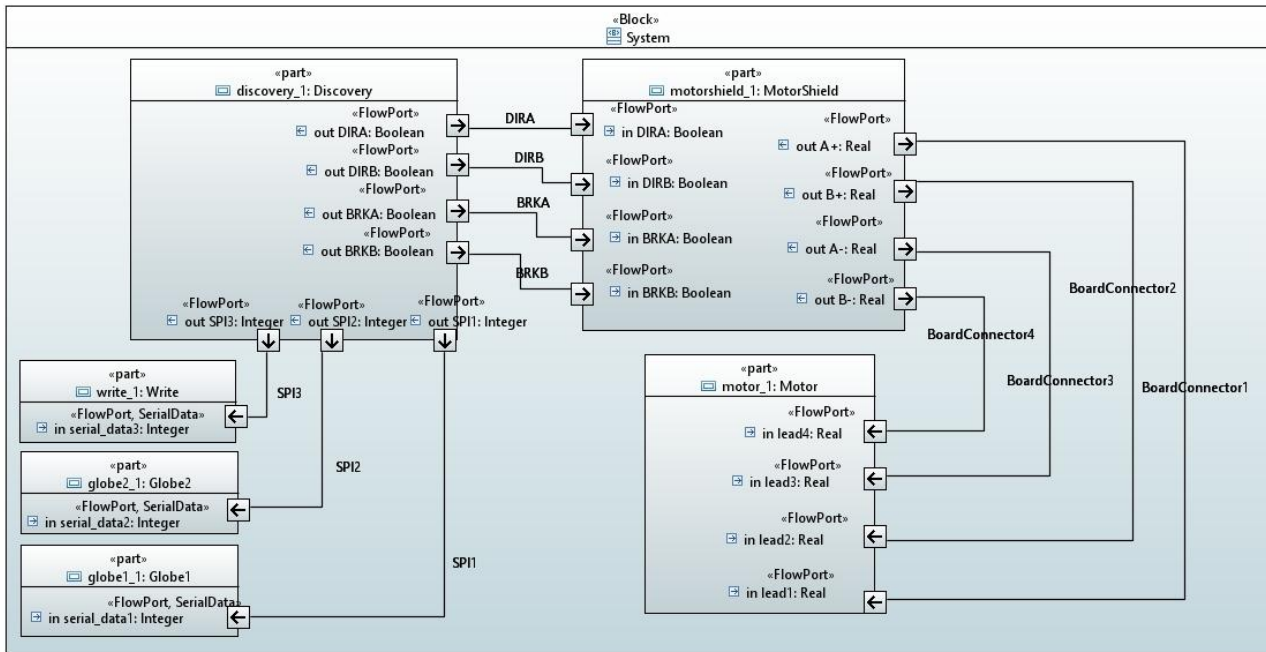 «Block»
System
«part»
discovery_1: Discovery
«FlowPort»
out DIRA: Boolean
«FlowPort»
out DIRB: Boolean
«FlowPort»
out BRKA: Boolean
«FlowPort»
out BRKB: Boolean
«FlowPort»
out SPI3: Integer
«FlowPort»
out SPI2: Integer
«FlowPort»
out SPI1: Integer
DIRA
DIRB
BRKA
BRKB
«part»
motorshield_1: MotorShield
«FlowPort»
in DIRA: Boolean
«FlowPort»
in DIRB: Boolean
«FlowPort»
in BRKA: Boolean
«FlowPort»
in BRKB: Boolean
«FlowPort»
out A+: Real
«FlowPort»
out B+: Real
«FlowPort»
out A-: Real
«FlowPort»
out B-: Real
BoardConnector2
BoardConnector4
BoardConnector3
BoardConnector1
«part»
write_1: Write
«FlowPort, SerialData»
in serial_data3: Integer
SPI3
«part»
globe2_1: Globe2
«FlowPort, SerialData»
in serial_data2: Integer
SPI2
«part»
globe1_1: Globe1
«FlowPort, SerialData»
in serial_data1: Integer
SPI1
«part»
motor_1: Motor
«FlowPort»
in lead4: Real
«FlowPort»
in lead3: Real
«FlowPort»
in lead2: Real
«FlowPort»
in lead1: Real